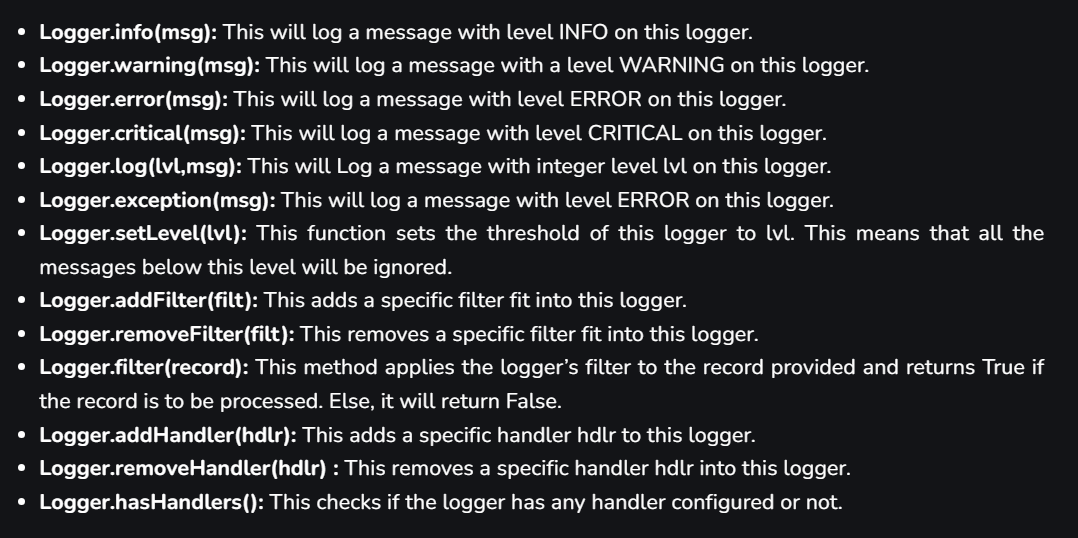 • Logger.info(msg): This will log a message with level INFO on this logger.
• Logger.warning(msg): This will log a message with a level WARNING on this logger.
• Logger.error(msg): This will log a message with level ERROR on this logger.
• Logger.critical(msg): This will log a message with level CRITICAL on this logger.
• Logger.log(lvl,msg): This will Log a message with integer level lvl on this logger.
• Logger.exception(msg): This will log a message with level ERROR on this logger.
• Logger.setLevel(lvl): This function sets the threshold of this logger to lvl. This means that all the
messages below this level will be ignored.
• Logger.addFilter(filt): This adds a specific filter fit into this logger.
• Logger.removeFilter(filt): This removes a specific filter fit into this logger.
• Logger.filter(record): This method applies the logger’s filter to the record provided and returns True if
the record is to be processed. Else, it will return False.
• Logger.addHandler(hdlr): This adds a specific handler hdlr to this logger.
• Logger.removeHandler(hdlr) : This removes a specific handler hdlr into this logger.
• Logger.hasHandlers(): This checks if the logger has any handler configured or not.